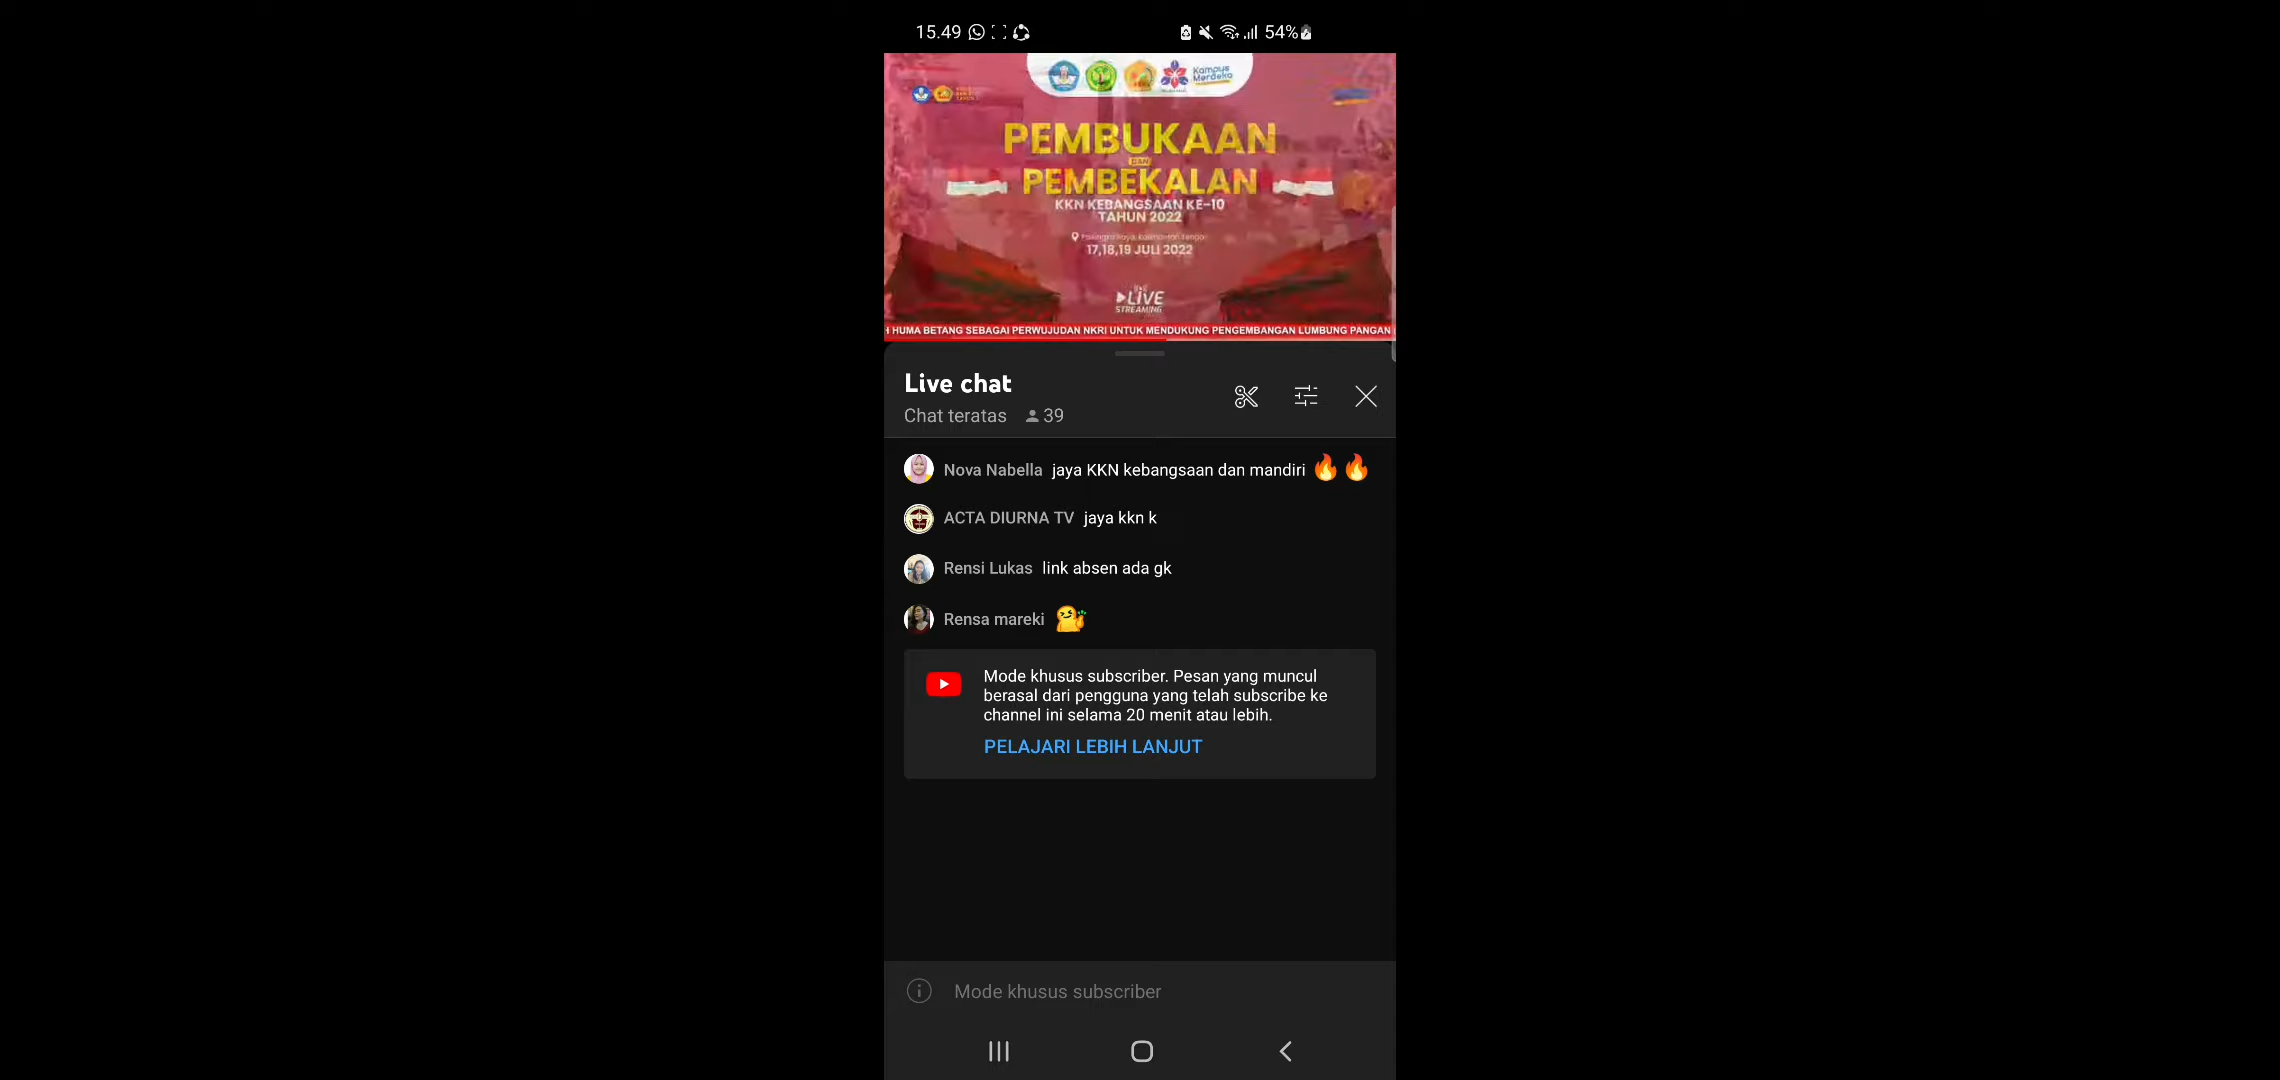 15.49 54%
Kampus
Merdeka
PEMBUKAAN
DAN
PEMBEKALAN
KKN KEBANGSAAN KE-10
TAHUN 2022
17,18,19 JULI 2022
LIVE
STREAMING
HUMA BETANG SEBAGAI PERWUJUDAN NKRI UNTUK MENDUKUNG PENGEMBANGAN LUMBUNG PANGAN
Live chat
Chat teratas 39
Nova Nabella jaya KKN kebangsaan dan mandiri 🔥🔥
ACTA DIURNA TV jaya kkn k
Rensi Lukas link absen ada gk
Rensa mareki
Mode khusus subscriber. Pesan yang muncul
berasal dari pengguna yang telah subscribe ke
channel ini selama 20 menit atau lebih.
PELAJARI LEBIH LANJUT
Mode khusus subscriber